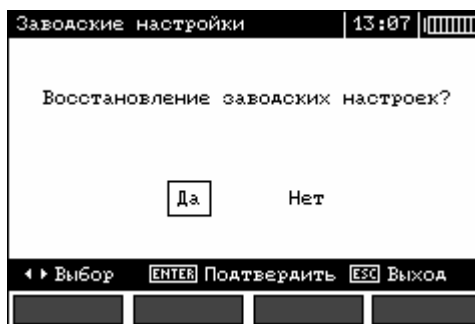 Заводские настройки 13:07
Восстановление заводских настроек?
Да Нет
Выбор ENTER Подтвердить ESC Выход